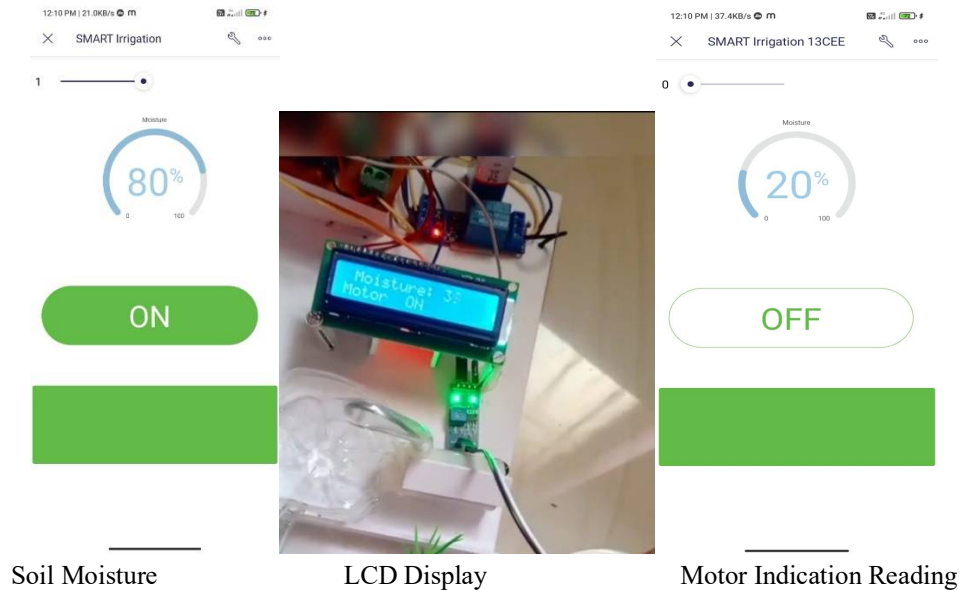 12:10 PM | 21.0KB/s m
SMART Irrigation
1
Moisture
80%
0 100
ON
Moisture:
Motor ON
12:10 PM | 37.4KB/s m
SMART Irrigation 13CEE
0
Moisture
20%
0 100
OFF
Soil Moisture LCD Display Motor Indication Reading